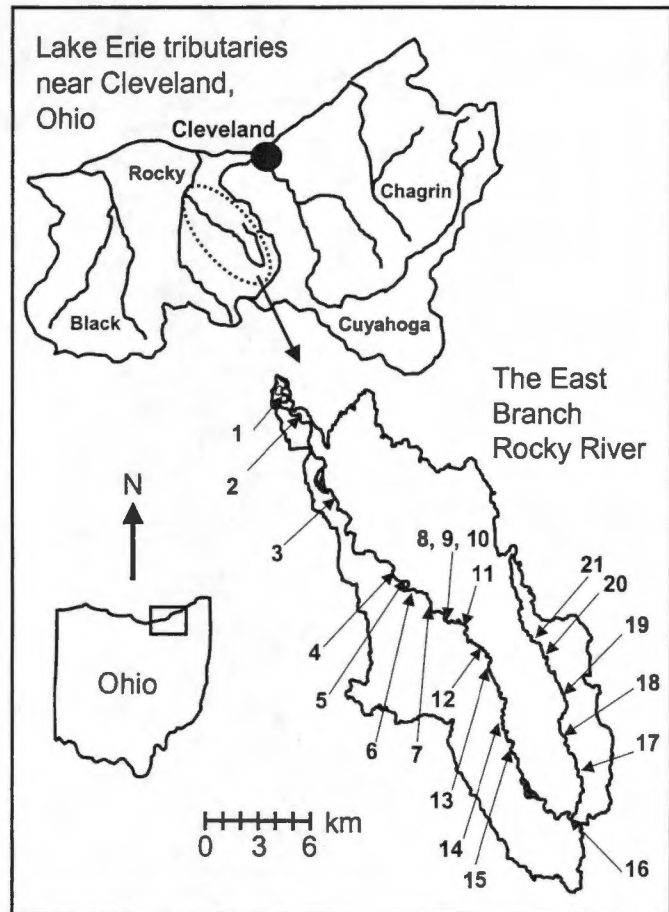 Lake Erie tributaries
near Cleveland,
Ohio
Cleveland
Rocky
Chagrin
Black
Cuyahoga
The East
Branch
Rocky River
1
2
3
N
8, 9, 10
11
21
20
19
18
17
4
5
6
7
12
13
14
15
16
Ohio
km
0 3 6